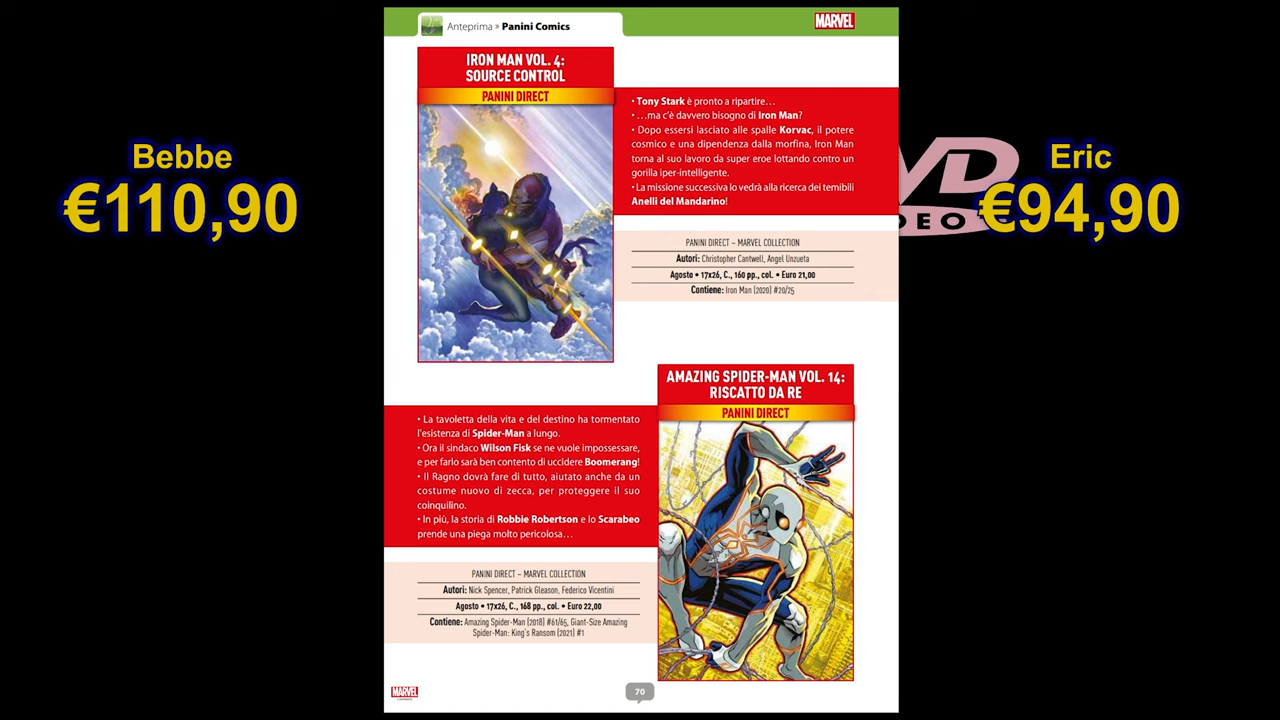 Anteprima » Panini Comics
MARVEL
IRON MAN VOL. 4:
SOURCE CONTROL
PANINI DIRECT
• Tony Stark è pronto a ripartire…
• …ma c'è davvero bisogno di Iron Man?
• Dopo essersi lasciato alle spalle Korvac, il potere
cosmico e una dipendenza dalla morfina, Iron Man
torna al suo lavoro da super eroe lottando contro un
gorilla iper-intelligente.
• La missione successiva lo vedrà alla ricerca dei temibili
Anelli del Mandarino!
Bebbe
€110,90
Eric
€94,90
PANINI DIRECT – MARVEL COLLECTION
Autori: Christopher Cantwell, Angel Unzueta
Agosto • 17x26, C., 160 pp., col. • Euro 21,00
Contiene: Iron Man (2020) #20/25
AMAZING SPIDER-MAN VOL. 14:
RISCATTO DA RE
PANINI DIRECT
• La tavoletta della vita e del destino ha tormentato
l'esistenza di Spider-Man a lungo.
• Ora il sindaco Wilson Fisk se ne vuole impossessare,
e per farlo sarà ben contento di uccidere Boomerang!
• Il Ragno dovrà fare di tutto, aiutato anche da un
costume nuovo di zecca, per proteggere il suo
coinquilino.
• In più, la storia di Robbie Robertson e lo Scarabeo
prende una piega molto pericolosa…
PANINI DIRECT – MARVEL COLLECTION
Autori: Nick Spencer, Patrick Gleason, Federico Vicentini
Agosto • 17x26, C., 168 pp., col. • Euro 22,00
Contiene: Amazing Spider-Man (2018) #61/65, Giant-Size Amazing
Spider-Man: King's Ransom (2021) #1
MARVEL
70